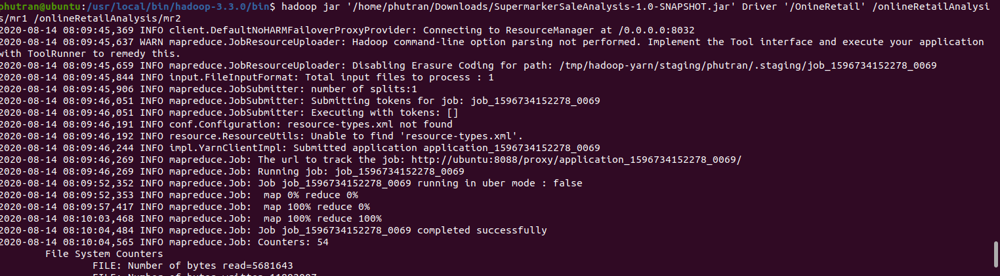 phutran@ubuntu:/usr/local/bin/hadoop-3.3.0/bin$ hadoop jar '/home/phutran/Downloads/SupermarkerSaleAnalysis-1.0-SNAPSHOT.jar' Driver '/OnineRetail' /onlineRetailAnalysi
s/mr1 /onlineRetailAnalysis/mr2
2020-08-14 08:09:45,369 INFO client.DefaultNoHARMFailoverProxyProvider: Connecting to ResourceManager at /0.0.0.0:8032
2020-08-14 08:09:45,637 WARN mapreduce.JobResourceUploader: Hadoop command-line option parsing not performed. Implement the Tool interface and execute your application
with ToolRunner to remedy this.
2020-08-14 08:09:45,659 INFO mapreduce.JobResourceUploader: Disabling Erasure Coding for path: /tmp/hadoop-yarn/staging/phutran/.staging/job_1596734152278_0069
2020-08-14 08:09:45,844 INFO input.FileInputFormat: Total input files to process : 1
2020-08-14 08:09:45,906 INFO mapreduce.JobSubmitter: number of splits:1
2020-08-14 08:09:46,051 INFO mapreduce.JobSubmitter: Submitting tokens for job: job_1596734152278_0069
2020-08-14 08:09:46,051 INFO mapreduce.JobSubmitter: Executing with tokens: []
2020-08-14 08:09:46,191 INFO conf.Configuration: resource-types.xml not found
2020-08-14 08:09:46,192 INFO resource.ResourceUtils: Unable to find 'resource-types.xml'.
2020-08-14 08:09:46,244 INFO impl.YarnClientImpl: Submitted application application_1596734152278_0069
2020-08-14 08:09:46,269 INFO mapreduce.Job: The url to track the job: http://ubuntu:8088/proxy/application_1596734152278_0069/
2020-08-14 08:09:46,269 INFO mapreduce.Job: Running job: job_1596734152278_0069
2020-08-14 08:09:52,352 INFO mapreduce.Job: Job job_1596734152278_0069 running in uber mode : false
2020-08-14 08:09:52,353 INFO mapreduce.Job:  map 0% reduce 0%
2020-08-14 08:09:57,417 INFO mapreduce.Job:  map 100% reduce 0%
2020-08-14 08:10:03,468 INFO mapreduce.Job:  map 100% reduce 100%
2020-08-14 08:10:04,484 INFO mapreduce.Job: Job job_1596734152278_0069 completed successfully
2020-08-14 08:10:04,565 INFO mapreduce.Job: Counters: 54
File System Counters
FILE: Number of bytes read=5681643